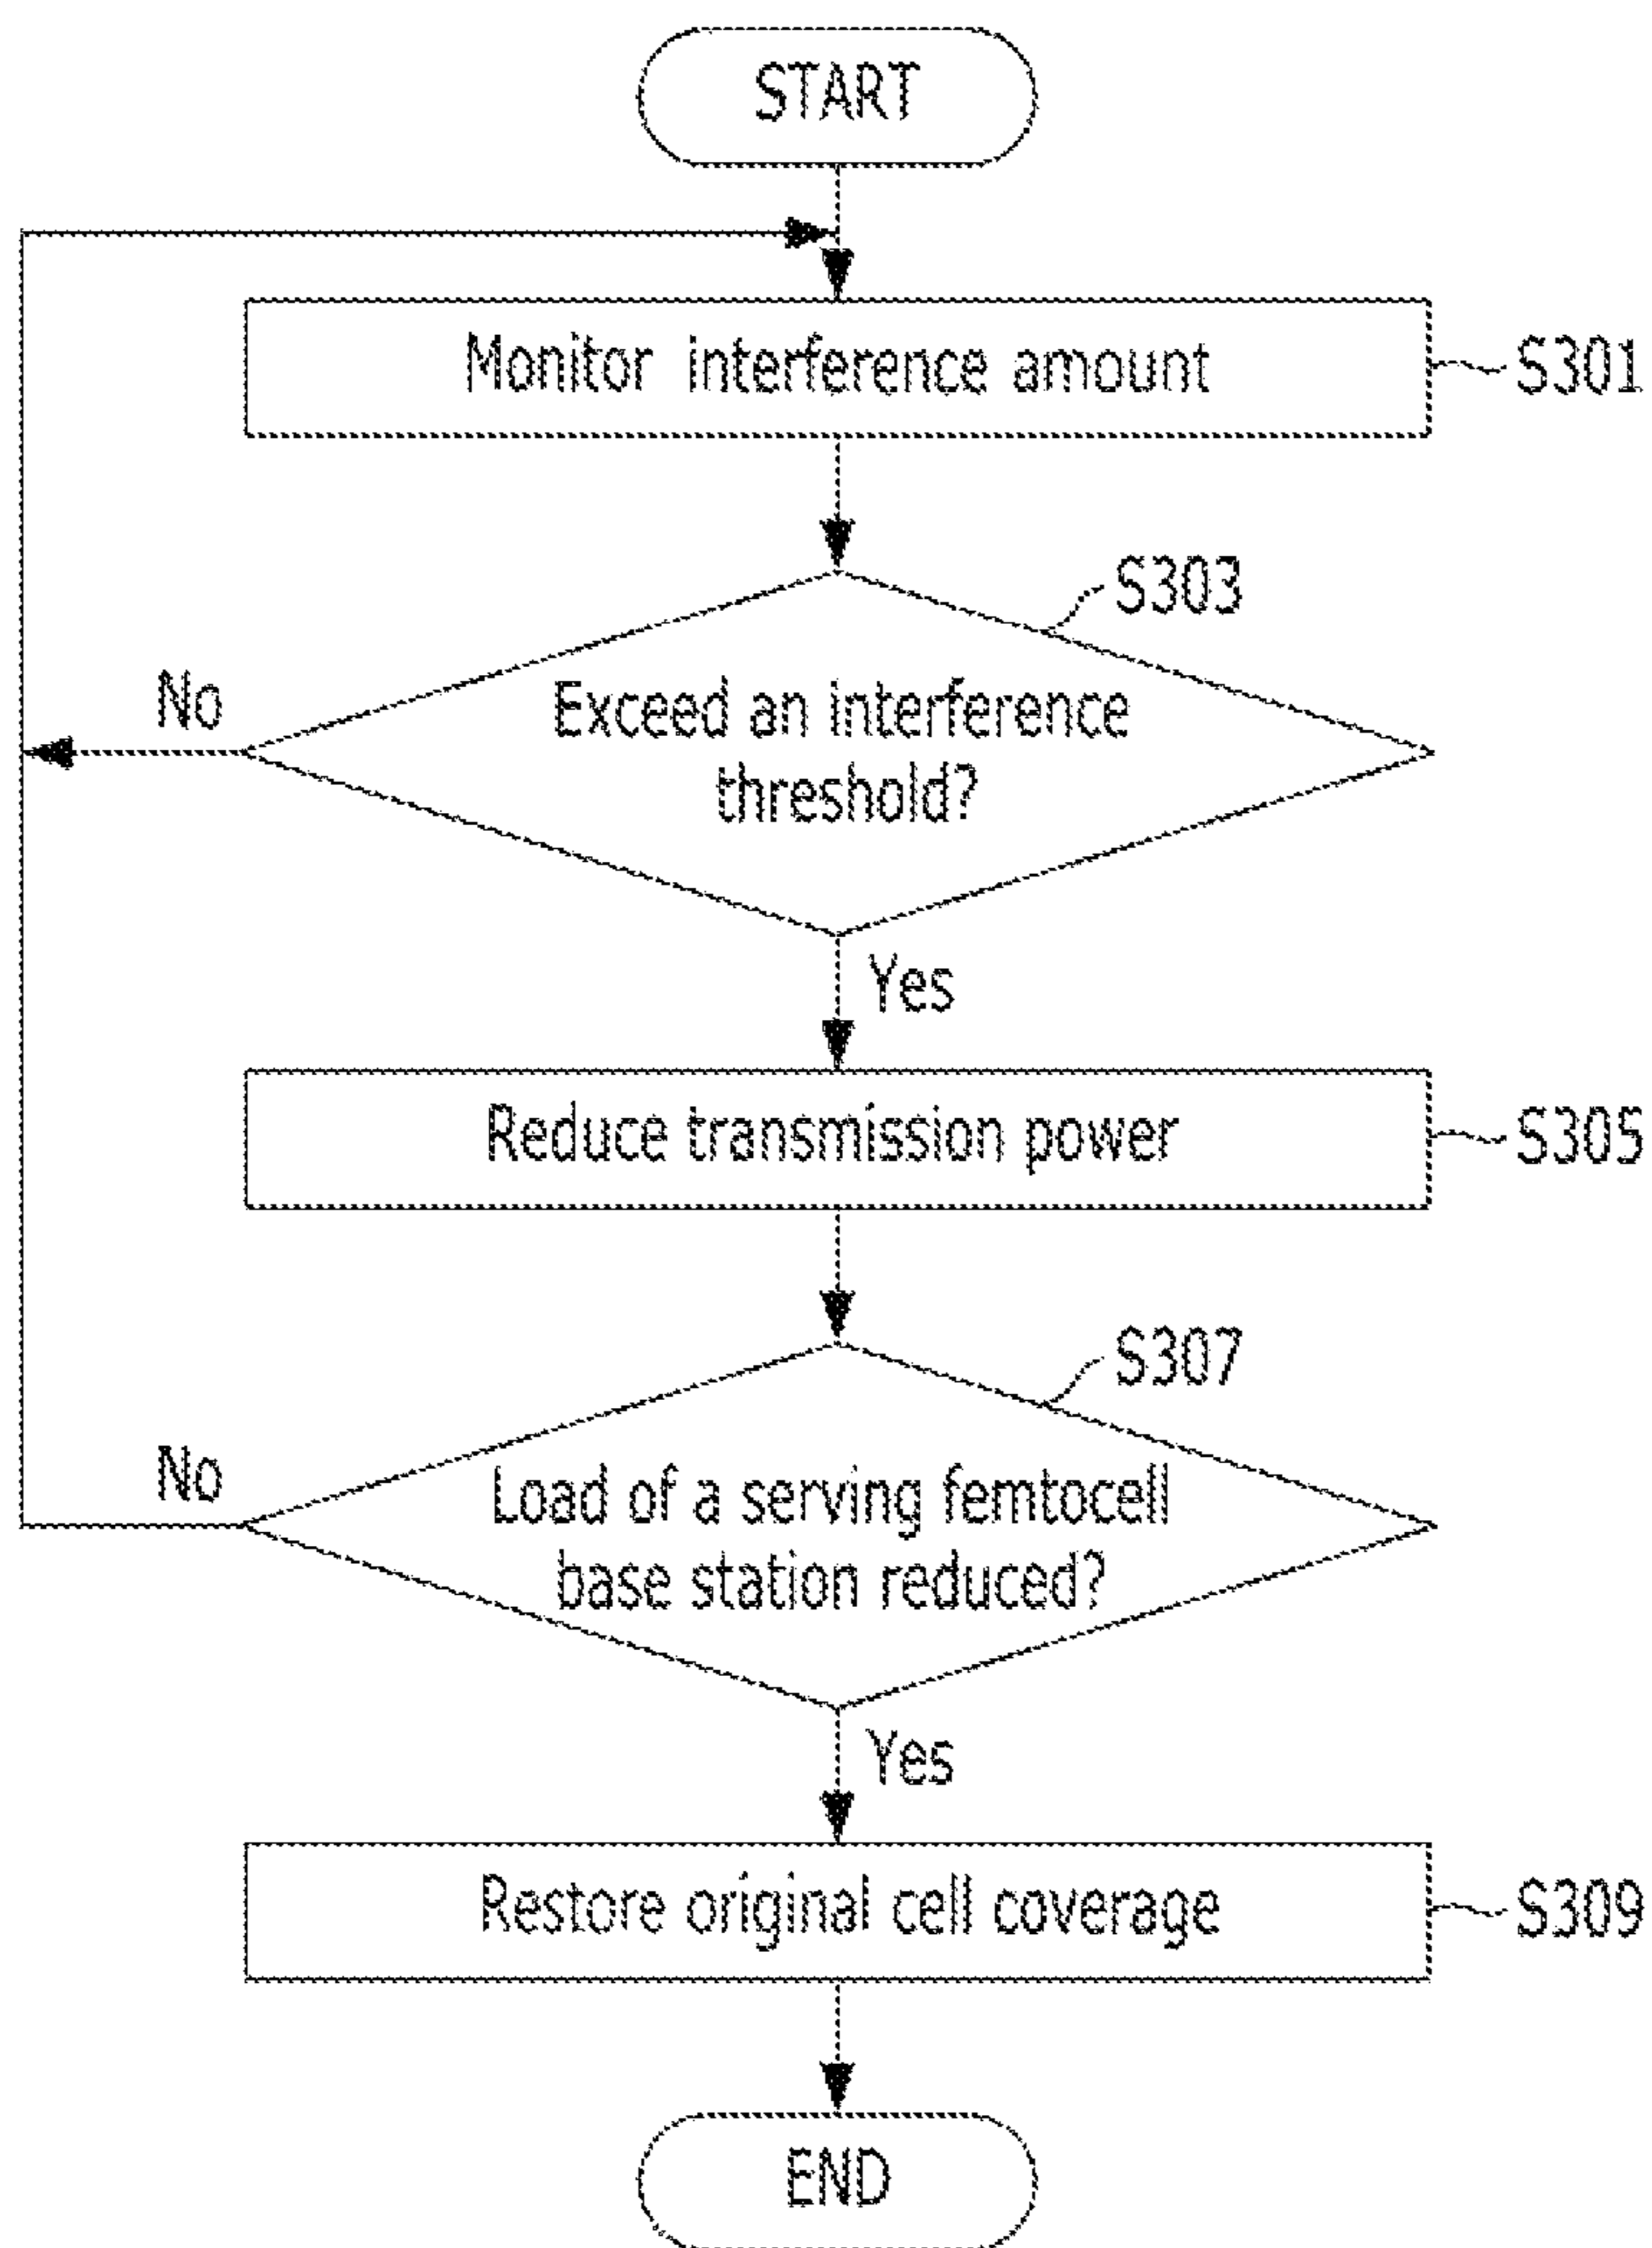 START
Monitor interference amount
S301
S303
Exceed an interference
threshold?
No
Yes
Reduce transmission power
S305
S307
Load of a serving femtocell
base station reduced?
No
Yes
Restore original cell coverage
S309
END